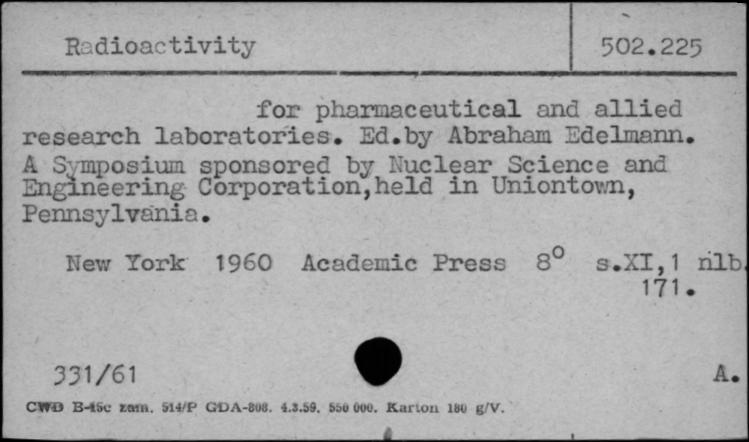 Radioactivity 502.225
for pharmaceutical and allied
research laboratories. Ed.by Abraham Edelmann.
A Symposium sponsored by Nuclear Science and
Engineering Corporation,held in Uniontown,
Pennsylvania.
New York 1960 Academic Press 8° s.XI,1 nlb.
171.
331/61 A.
CWD B-15c zam. 514/P GDA-808. 4.3.59. 550 000. Karton 180 g/V.